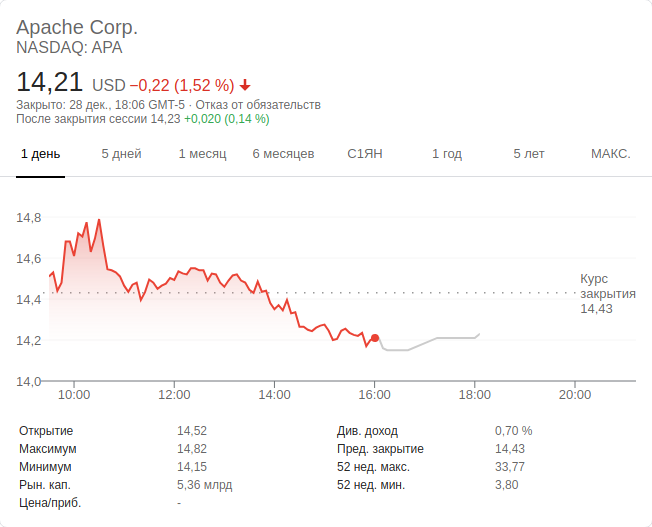 Apache Corp.
NASDAQ: APA
14,21 USD −0,22 (1,52 %)
Закрыто: 28 дек., 18:06 GMT-5 · Отказ от обязательств
После закрытия сессии 14,23 +0,020 (0,14 %)
1 день 5 дней 1 месяц 6 месяцев С1ЯН 1 год 5 лет МАКС.
14,8
14,6
Курс
закрытия
14,43
14,4
14,2
14,0
10:00 12:00 14:00 16:00 18:00 20:00
Открытие 14,52 Див. доход 0,70 %
Максимум 14,82 Пред. закрытие 14,43
Минимум 14,15 52 нед. макс. 33,77
Рын. кап. 5,36 млрд 52 нед. мин. 3,80
Цена/приб. -